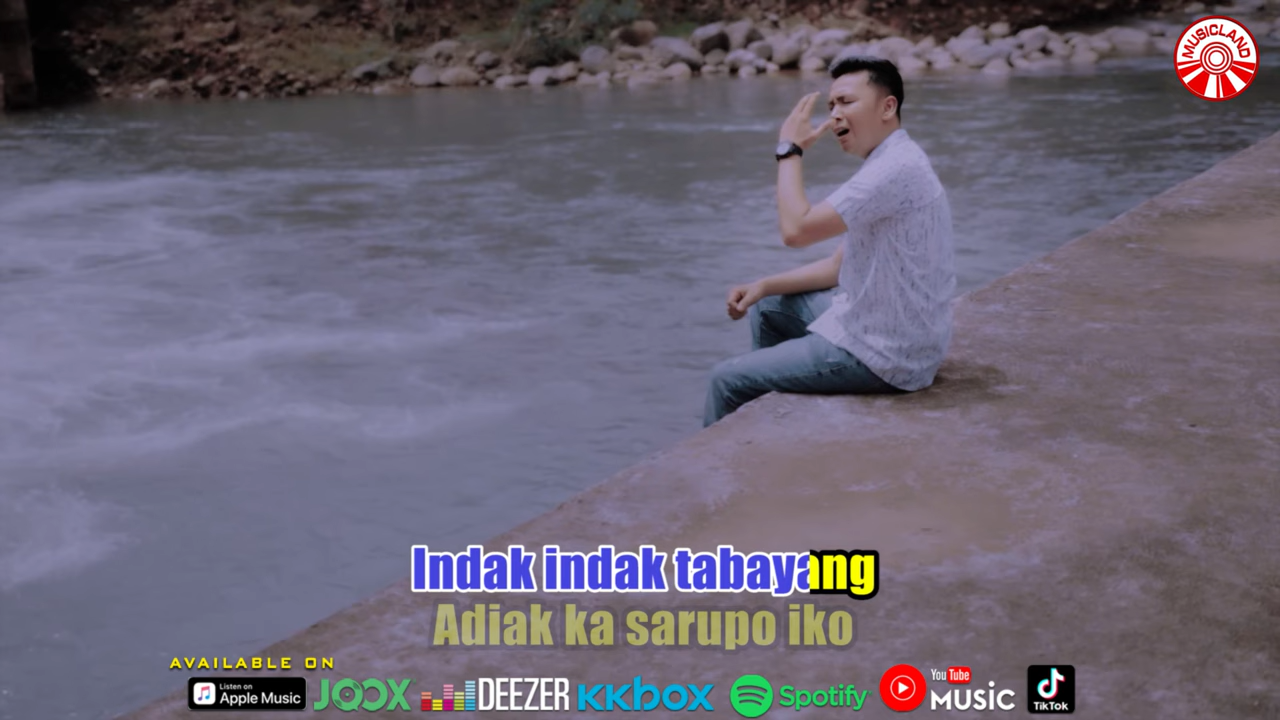 MUSICLAND
Indak indak tabayang
Adiak ka sarupo iko
AVAILABLE ON
Listen on
Apple Music
JOOX
DEEZER
KKBOX
Spotify
YouTube
MUSIC
TikTok